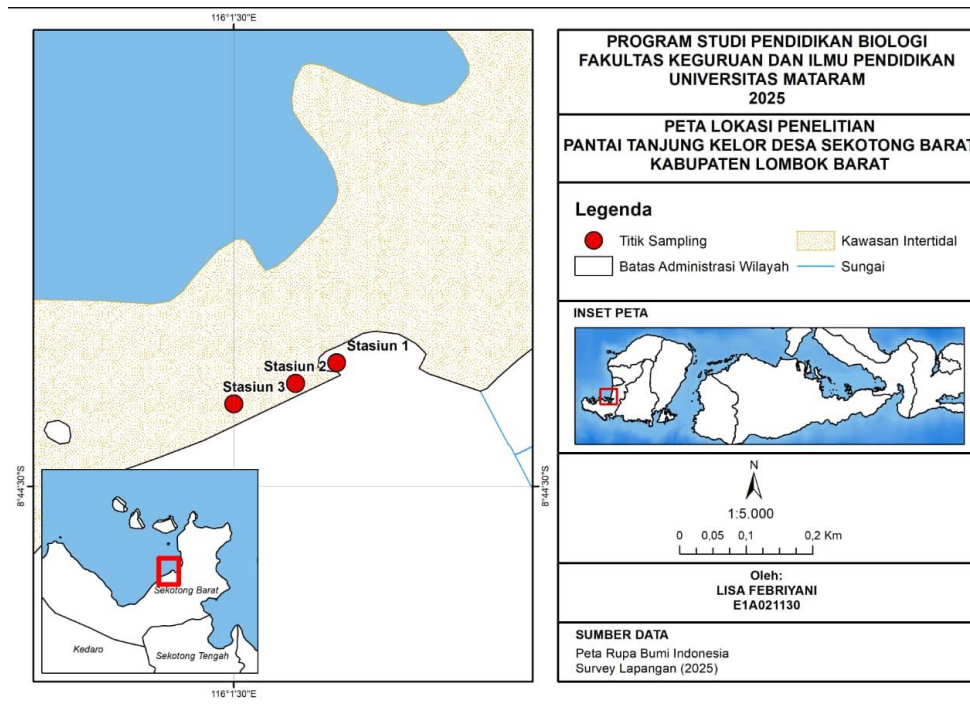 116°1'30"E
Stasiun 1
Stasiun 2
Stasiun 3
8°44'30"S
8°44'30"S
Sekotong Barat
Kedaro
Sekotong Tengah
116°1'30"E
PROGRAM STUDI PENDIDIKAN BIOLOGI
FAKULTAS KEGURUAN DAN ILMU PENDIDIKAN
UNIVERSITAS MATARAM
2025
PETA LOKASI PENELITIAN
PANTAI TANJUNG KELOR DESA SEKOTONG BARAT
KABUPATEN LOMBOK BARAT
Legenda
Titik Sampling
Kawasan Intertidal
Batas Administrasi Wilayah
Sungai
INSET PETA
N
1:5.000
0 0,05 0,1 0,2 Km
Oleh:
LISA FEBRIYANI
E1A021130
SUMBER DATA
Peta Rupa Bumi Indonesia
Survey Lapangan (2025)